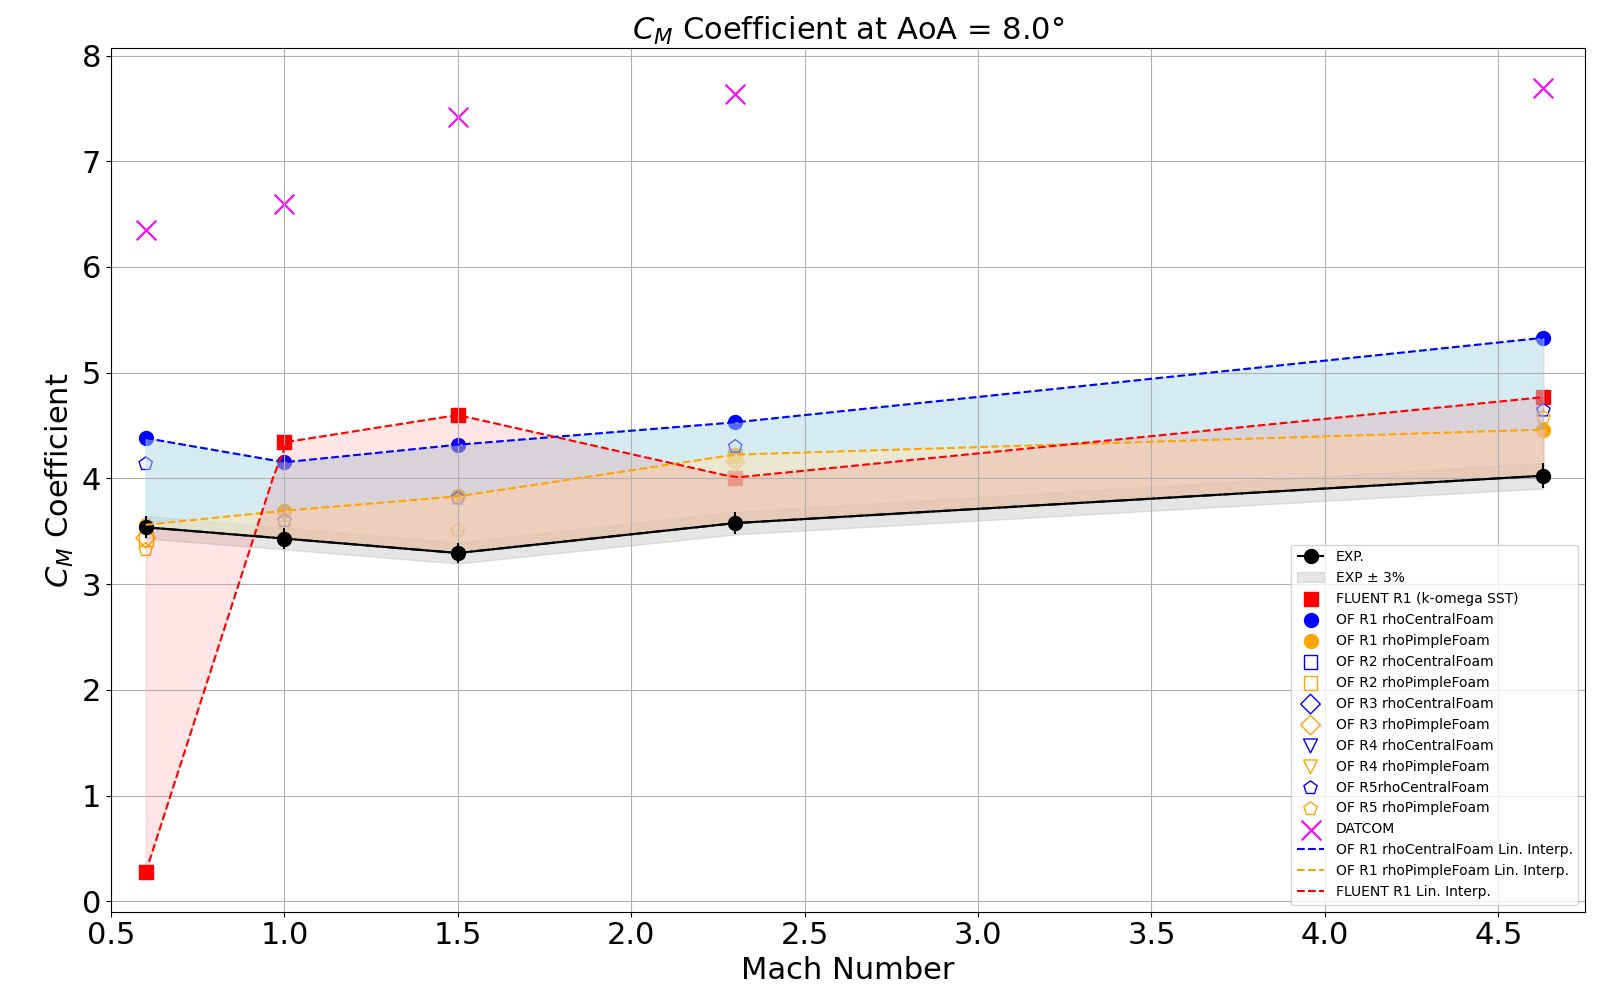 C_M Coefficient at AoA = 8.0°
C_M Coefficient
8
7
6
5
4
3
2
1
0
0.5 1.0 1.5 2.0 2.5 3.0 3.5 4.0 4.5
Mach Number
EXP.
EXP ± 3%
FLUENT R1 (k-omega SST)
OF R1 rhoCentralFoam
OF R1 rhoPimpleFoam
OF R2 rhoCentralFoam
OF R2 rhoPimpleFoam
OF R3 rhoCentralFoam
OF R3 rhoPimpleFoam
OF R4 rhoCentralFoam
OF R4 rhoPimpleFoam
OF R5rhoCentralFoam
OF R5 rhoPimpleFoam
DATCOM
OF R1 rhoCentralFoam Lin. Interp.
OF R1 rhoPimpleFoam Lin. Interp.
FLUENT R1 Lin. Interp.